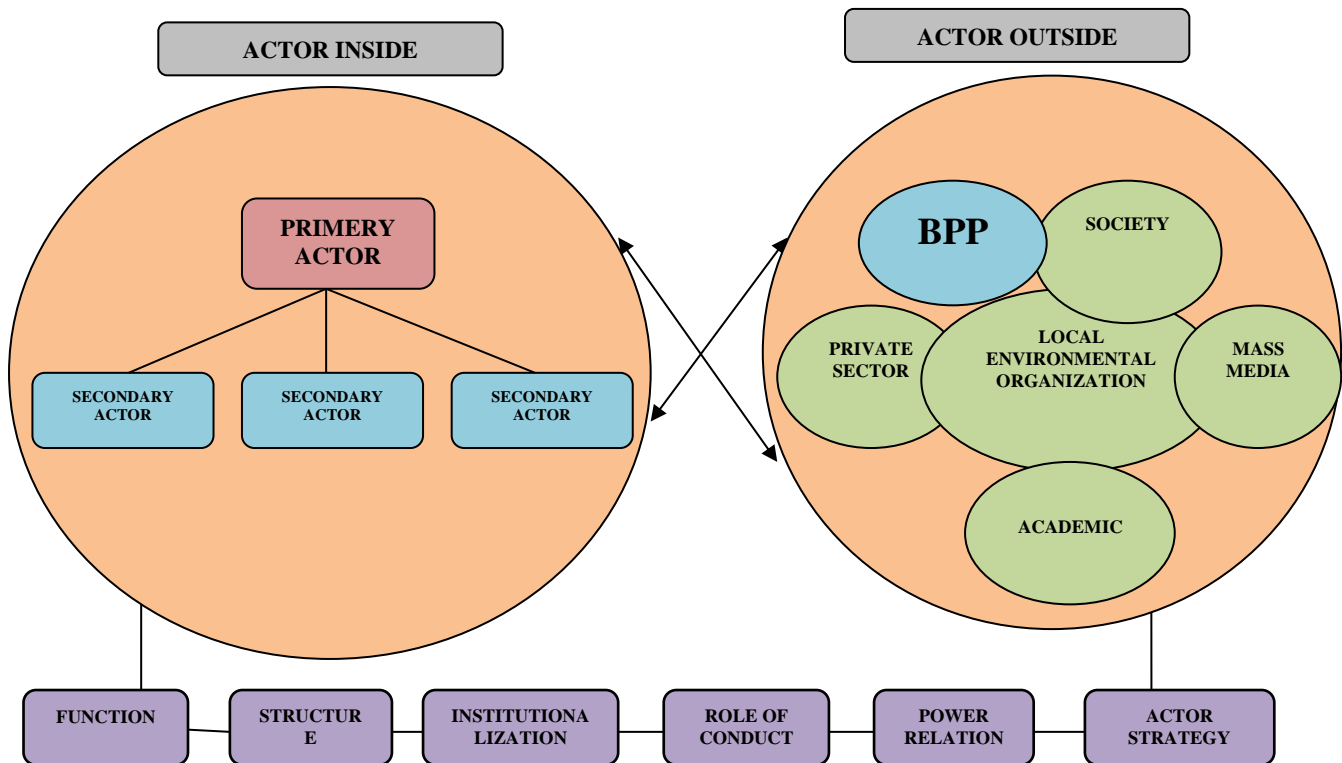 ACTOR INSIDE
ACTOR OUTSIDE
PRIMERY
ACTOR
SECONDARY
ACTOR
SECONDARY
ACTOR
SECONDARY
ACTOR
BPP
SOCIETY
PRIVATE
SECTOR
LOCAL
ENVIRONMENTAL
ORGANIZATION
MASS
MEDIA
ACADEMIC
FUNCTION
STRUCTUR
E
INSTITUTIONA
LIZATION
ROLE OF
CONDUCT
POWER
RELATION
ACTOR
STRATEGY